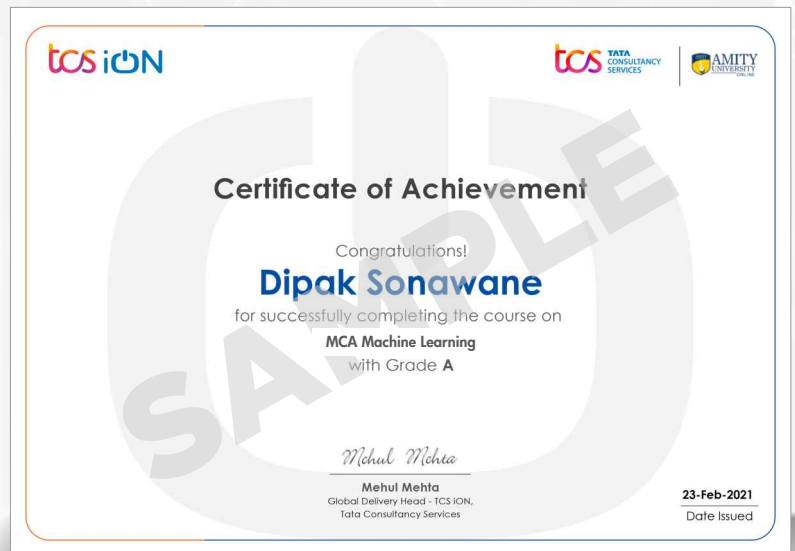 tcs iON
tcs TATA CONSULTANCY SERVICES
AMITY UNIVERSITY ONLINE
Certificate of Achievement
Congratulations!
Dipak Sonawane
for successfully completing the course on
MCA Machine Learning
with Grade A
SAMPLE
Mehul Mehta
Mehul Mehta
Global Delivery Head - TCS iON,
Tata Consultancy Services
23-Feb-2021
Date Issued